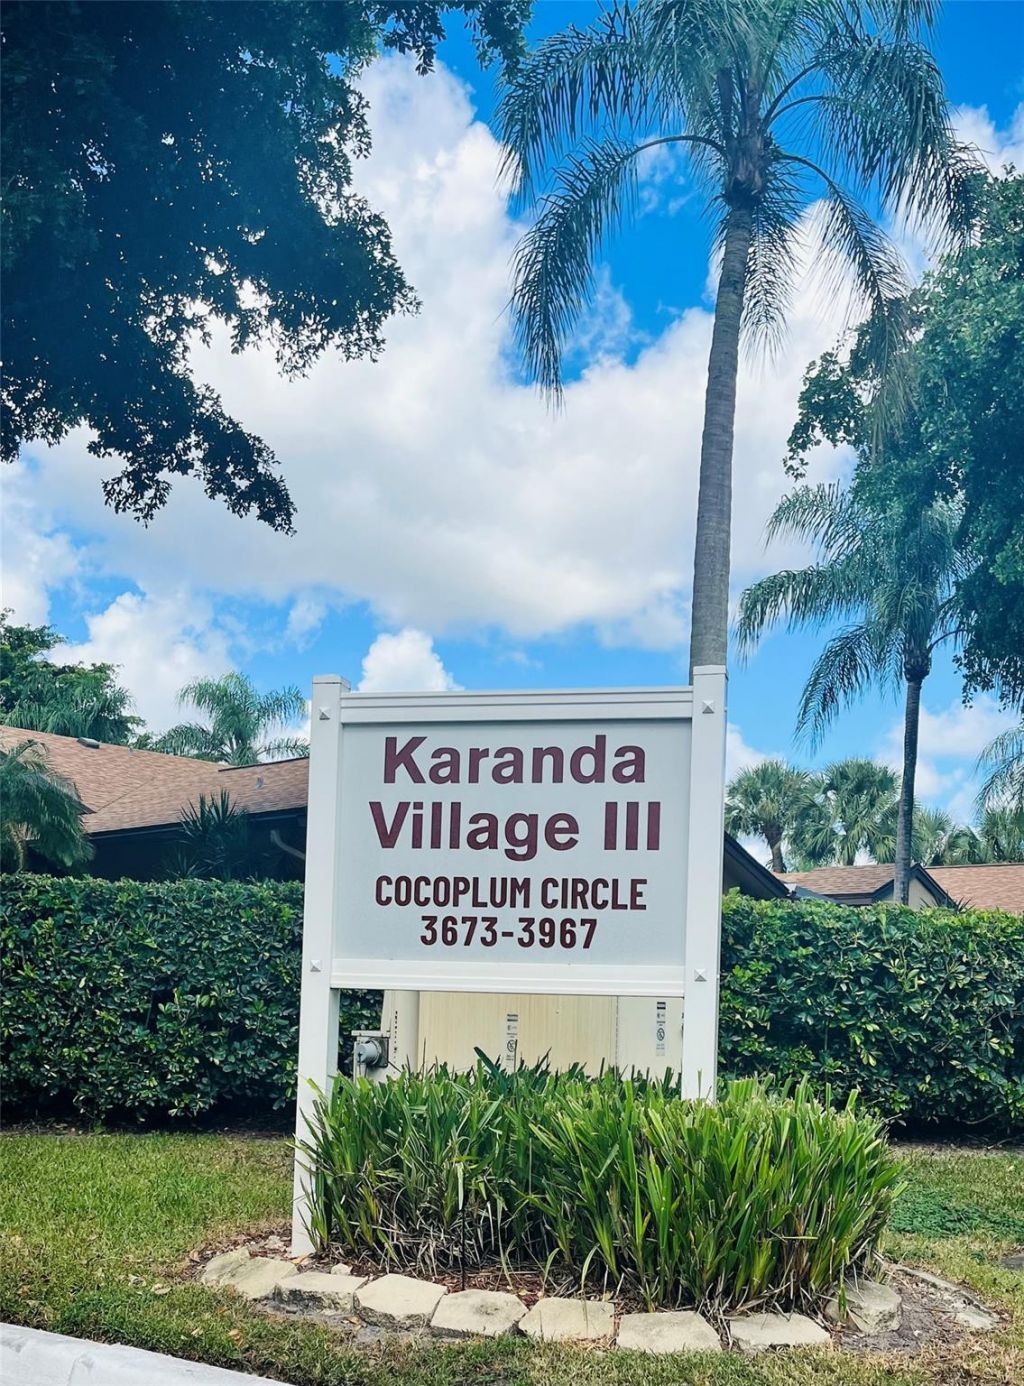 Karanda
Village III
COCOPLUM CIRCLE
3673-3967